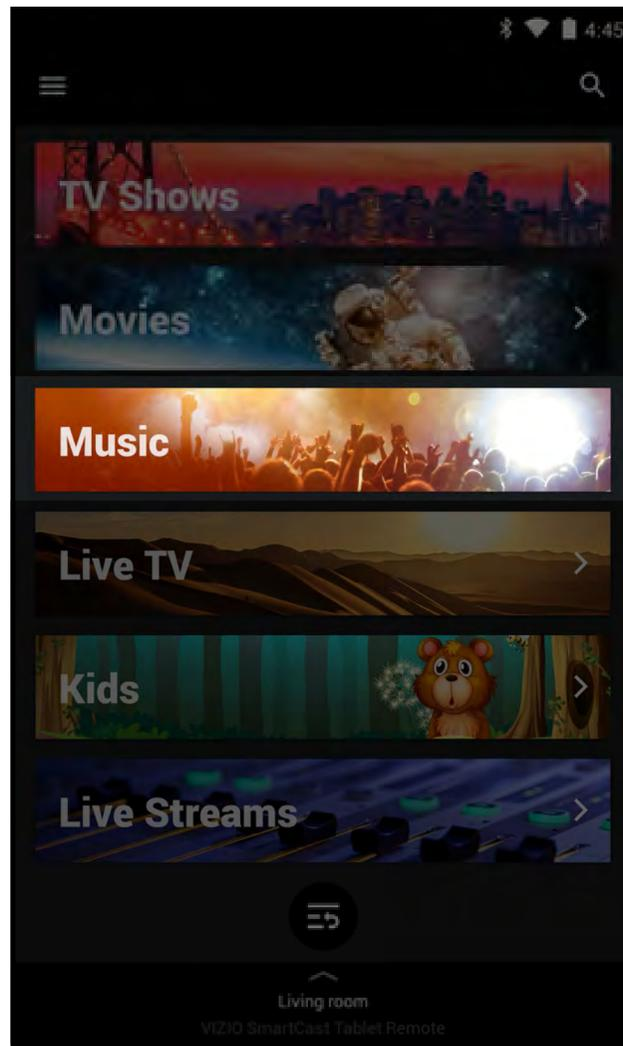 4:45
TV Shows
Movies
Music
Live TV
Kids
Live Streams
Living room
VIZIO SmartCast Tablet Remote